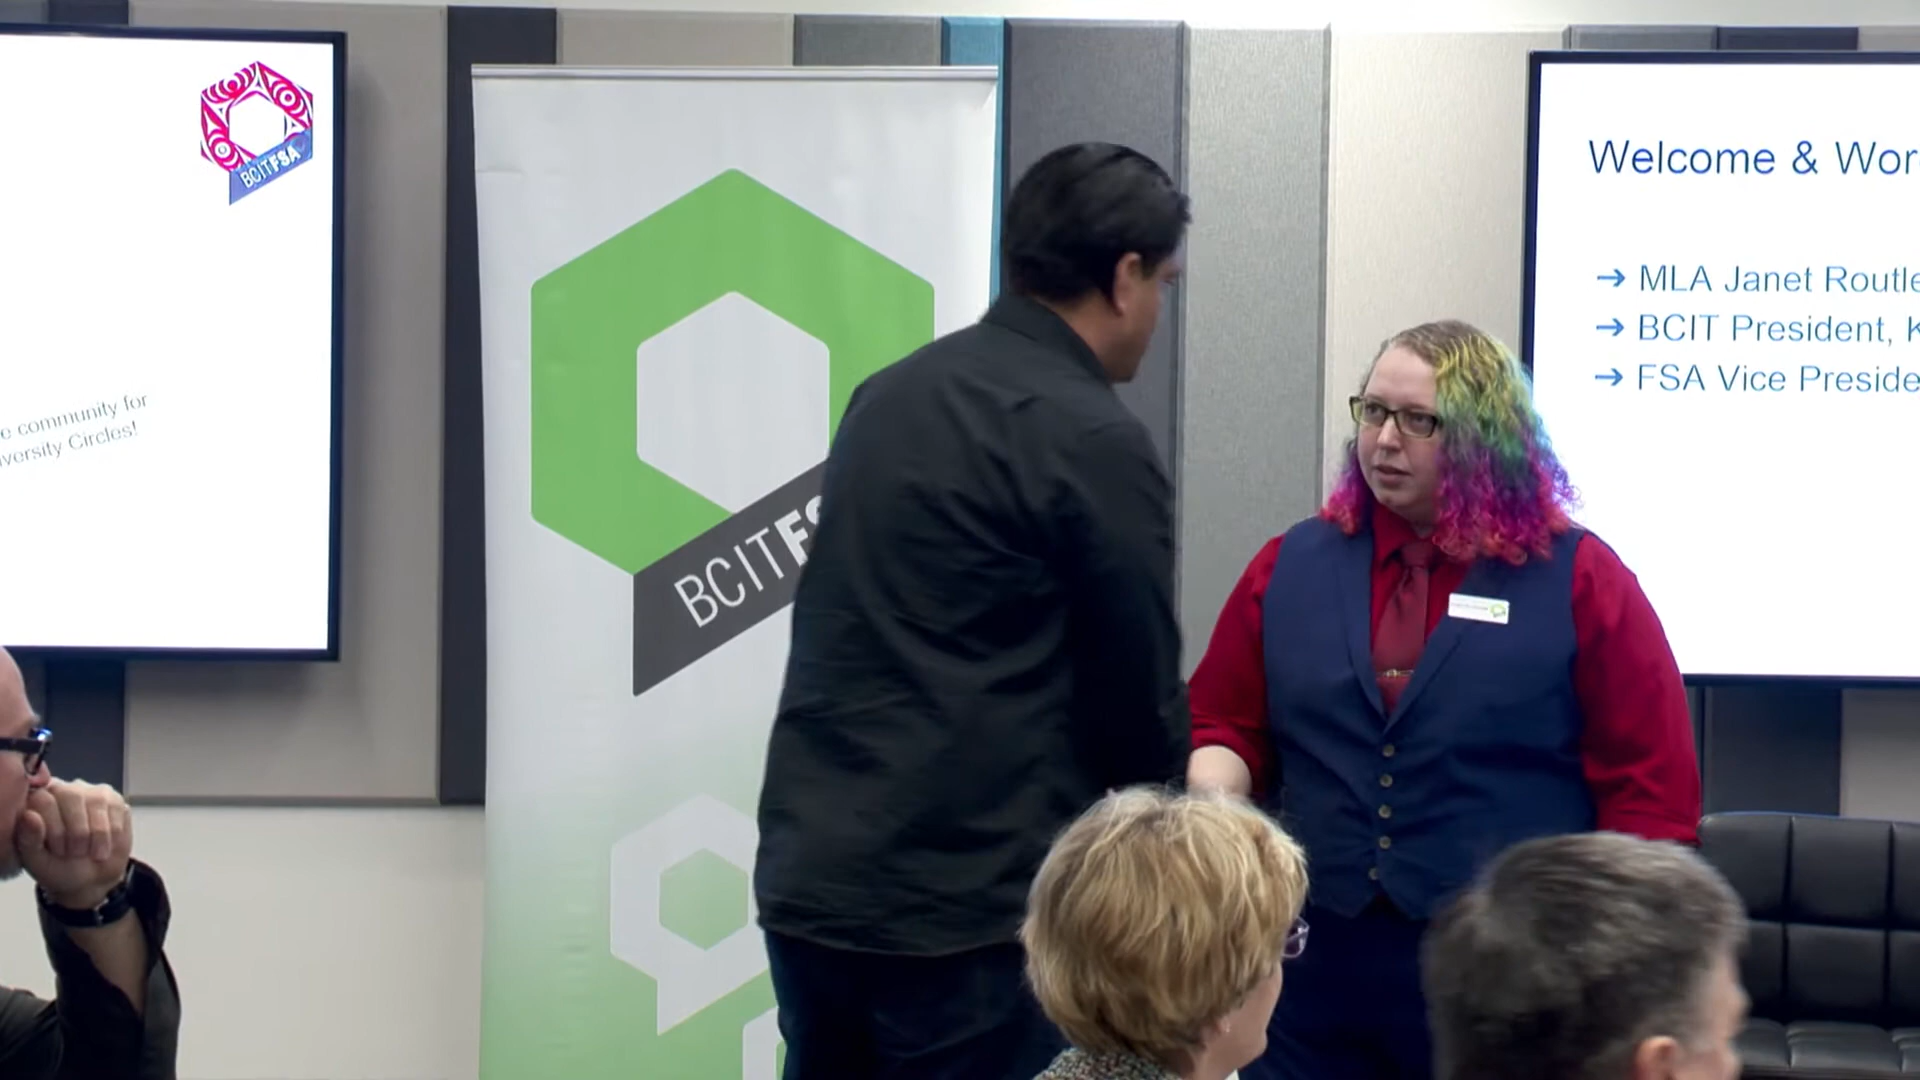 BCITFSA
e community for
versity Circles!
BCITFS
Welcome & Wor
→ MLA Janet Routle
→ BCIT President, K
→ FSA Vice Preside